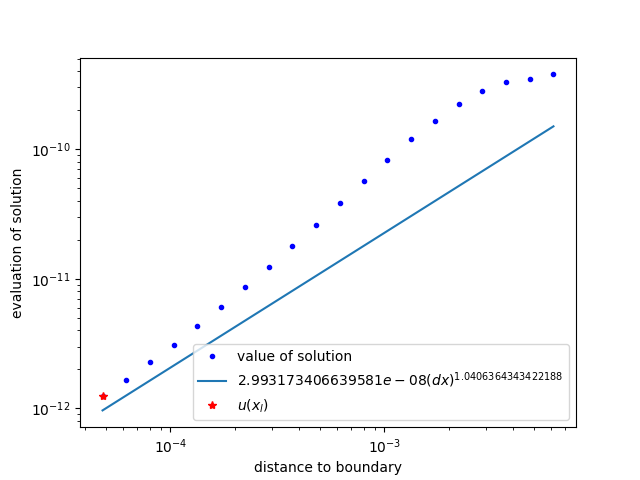 10⁻¹⁰
10⁻¹¹
10⁻¹²
evaluation of solution
value of solution
2.993173406639581e − 08(dx)^1.0406364343422188
u(x_l)
10⁻⁴
10⁻³
distance to boundary